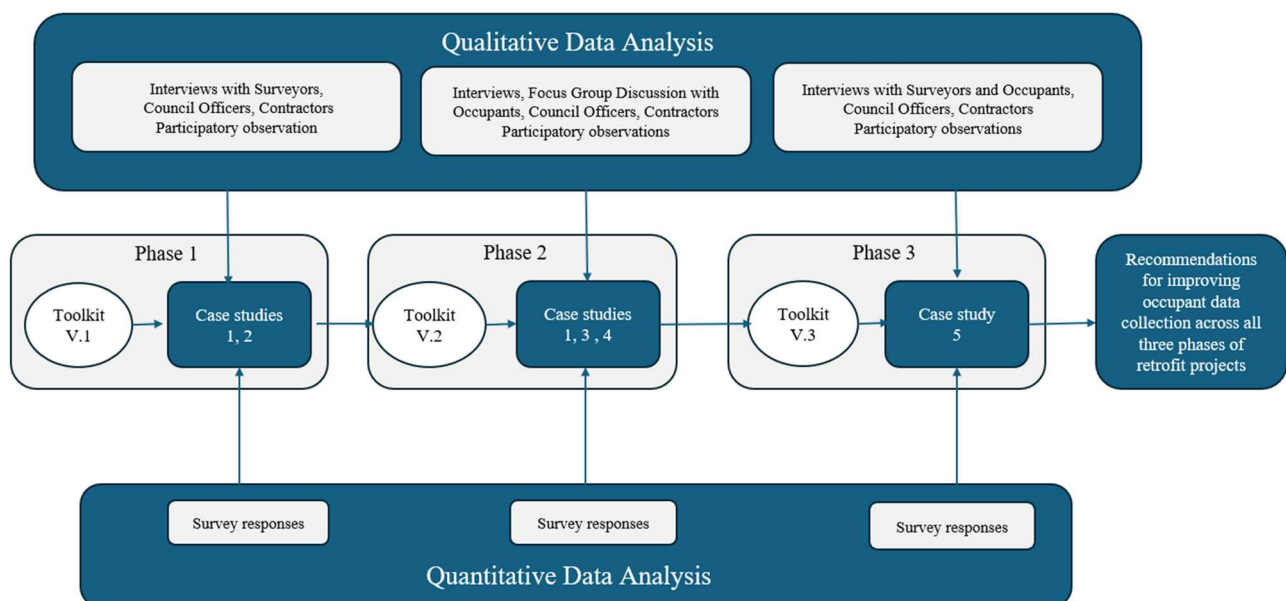 Qualitative Data Analysis
Interviews with Surveyors,
Council Officers, Contractors
Participatory observation
Interviews, Focus Group Discussion with
Occupants, Council Officers, Contractors
Participatory observations
Interviews with Surveyors and Occupants,
Council Officers, Contractors
Participatory observations
Phase 1
Toolkit
V.1
Case studies
1, 2
Phase 2
Toolkit
V.2
Case studies
1, 3 , 4
Phase 3
Toolkit
V.3
Case study
5
Recommendations
for improving
occupant data
collection across all
three phases of
retrofit projects
Survey responses
Survey responses
Survey responses
Quantitative Data Analysis